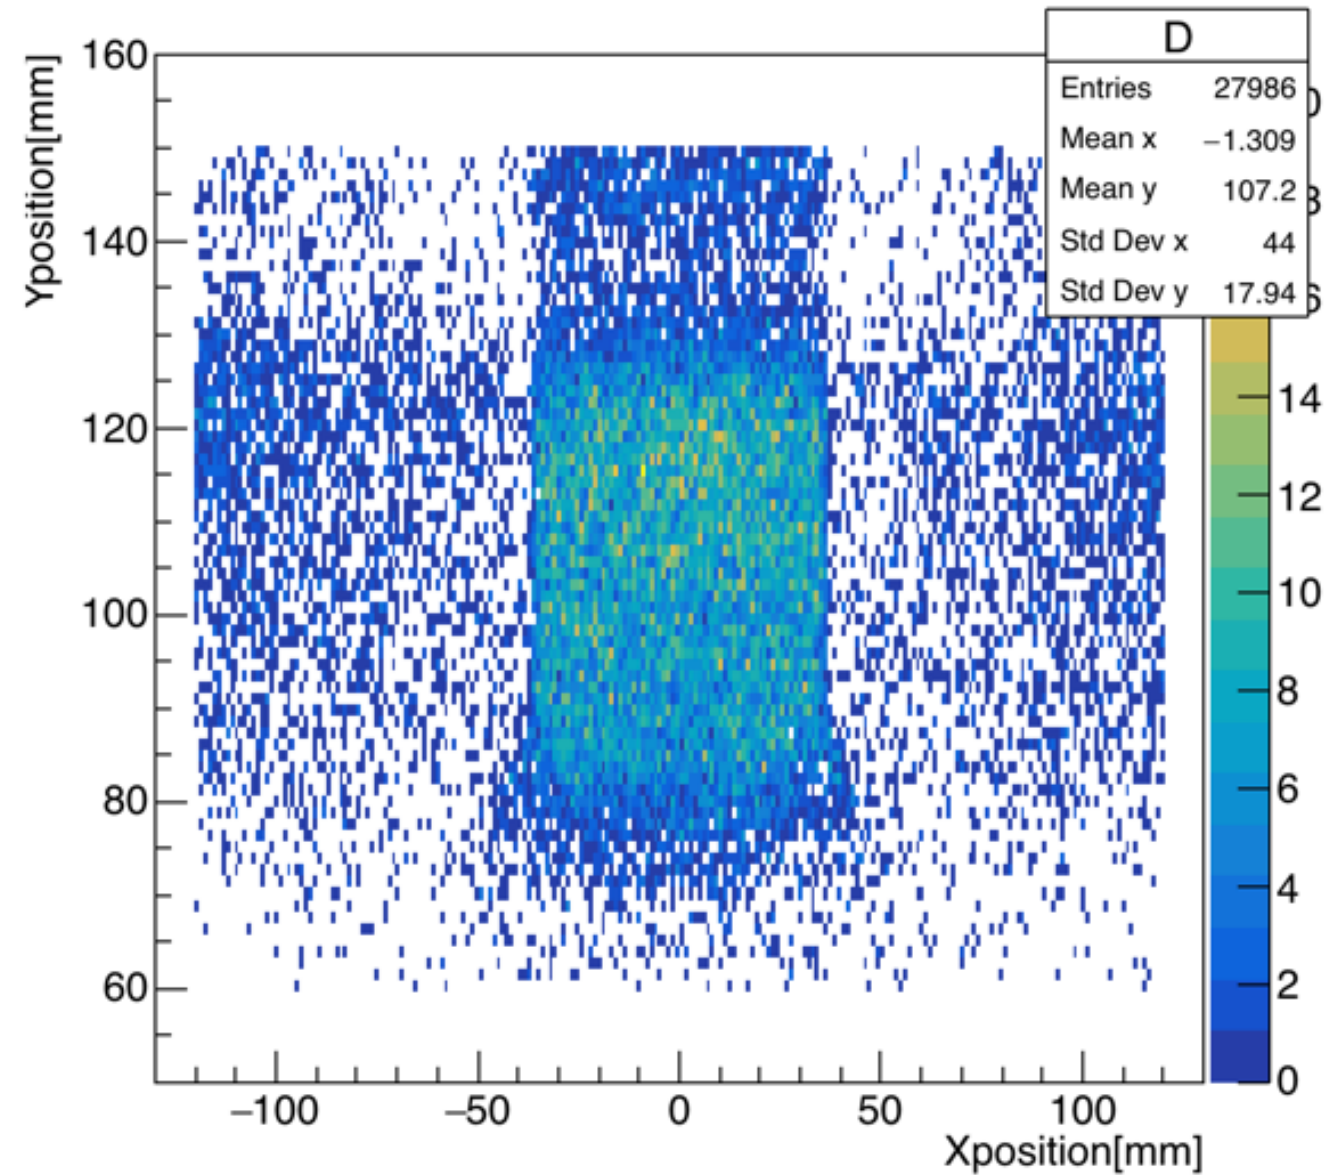 D
Entries 27986
Mean x −1.309
Mean y 107.2
Std Dev x 44
Std Dev y 17.94
Yposition[mm]
160
140
120
100
80
60
−100 −50 0 50 100
Xposition[mm]
14
12
10
8
6
4
2
0